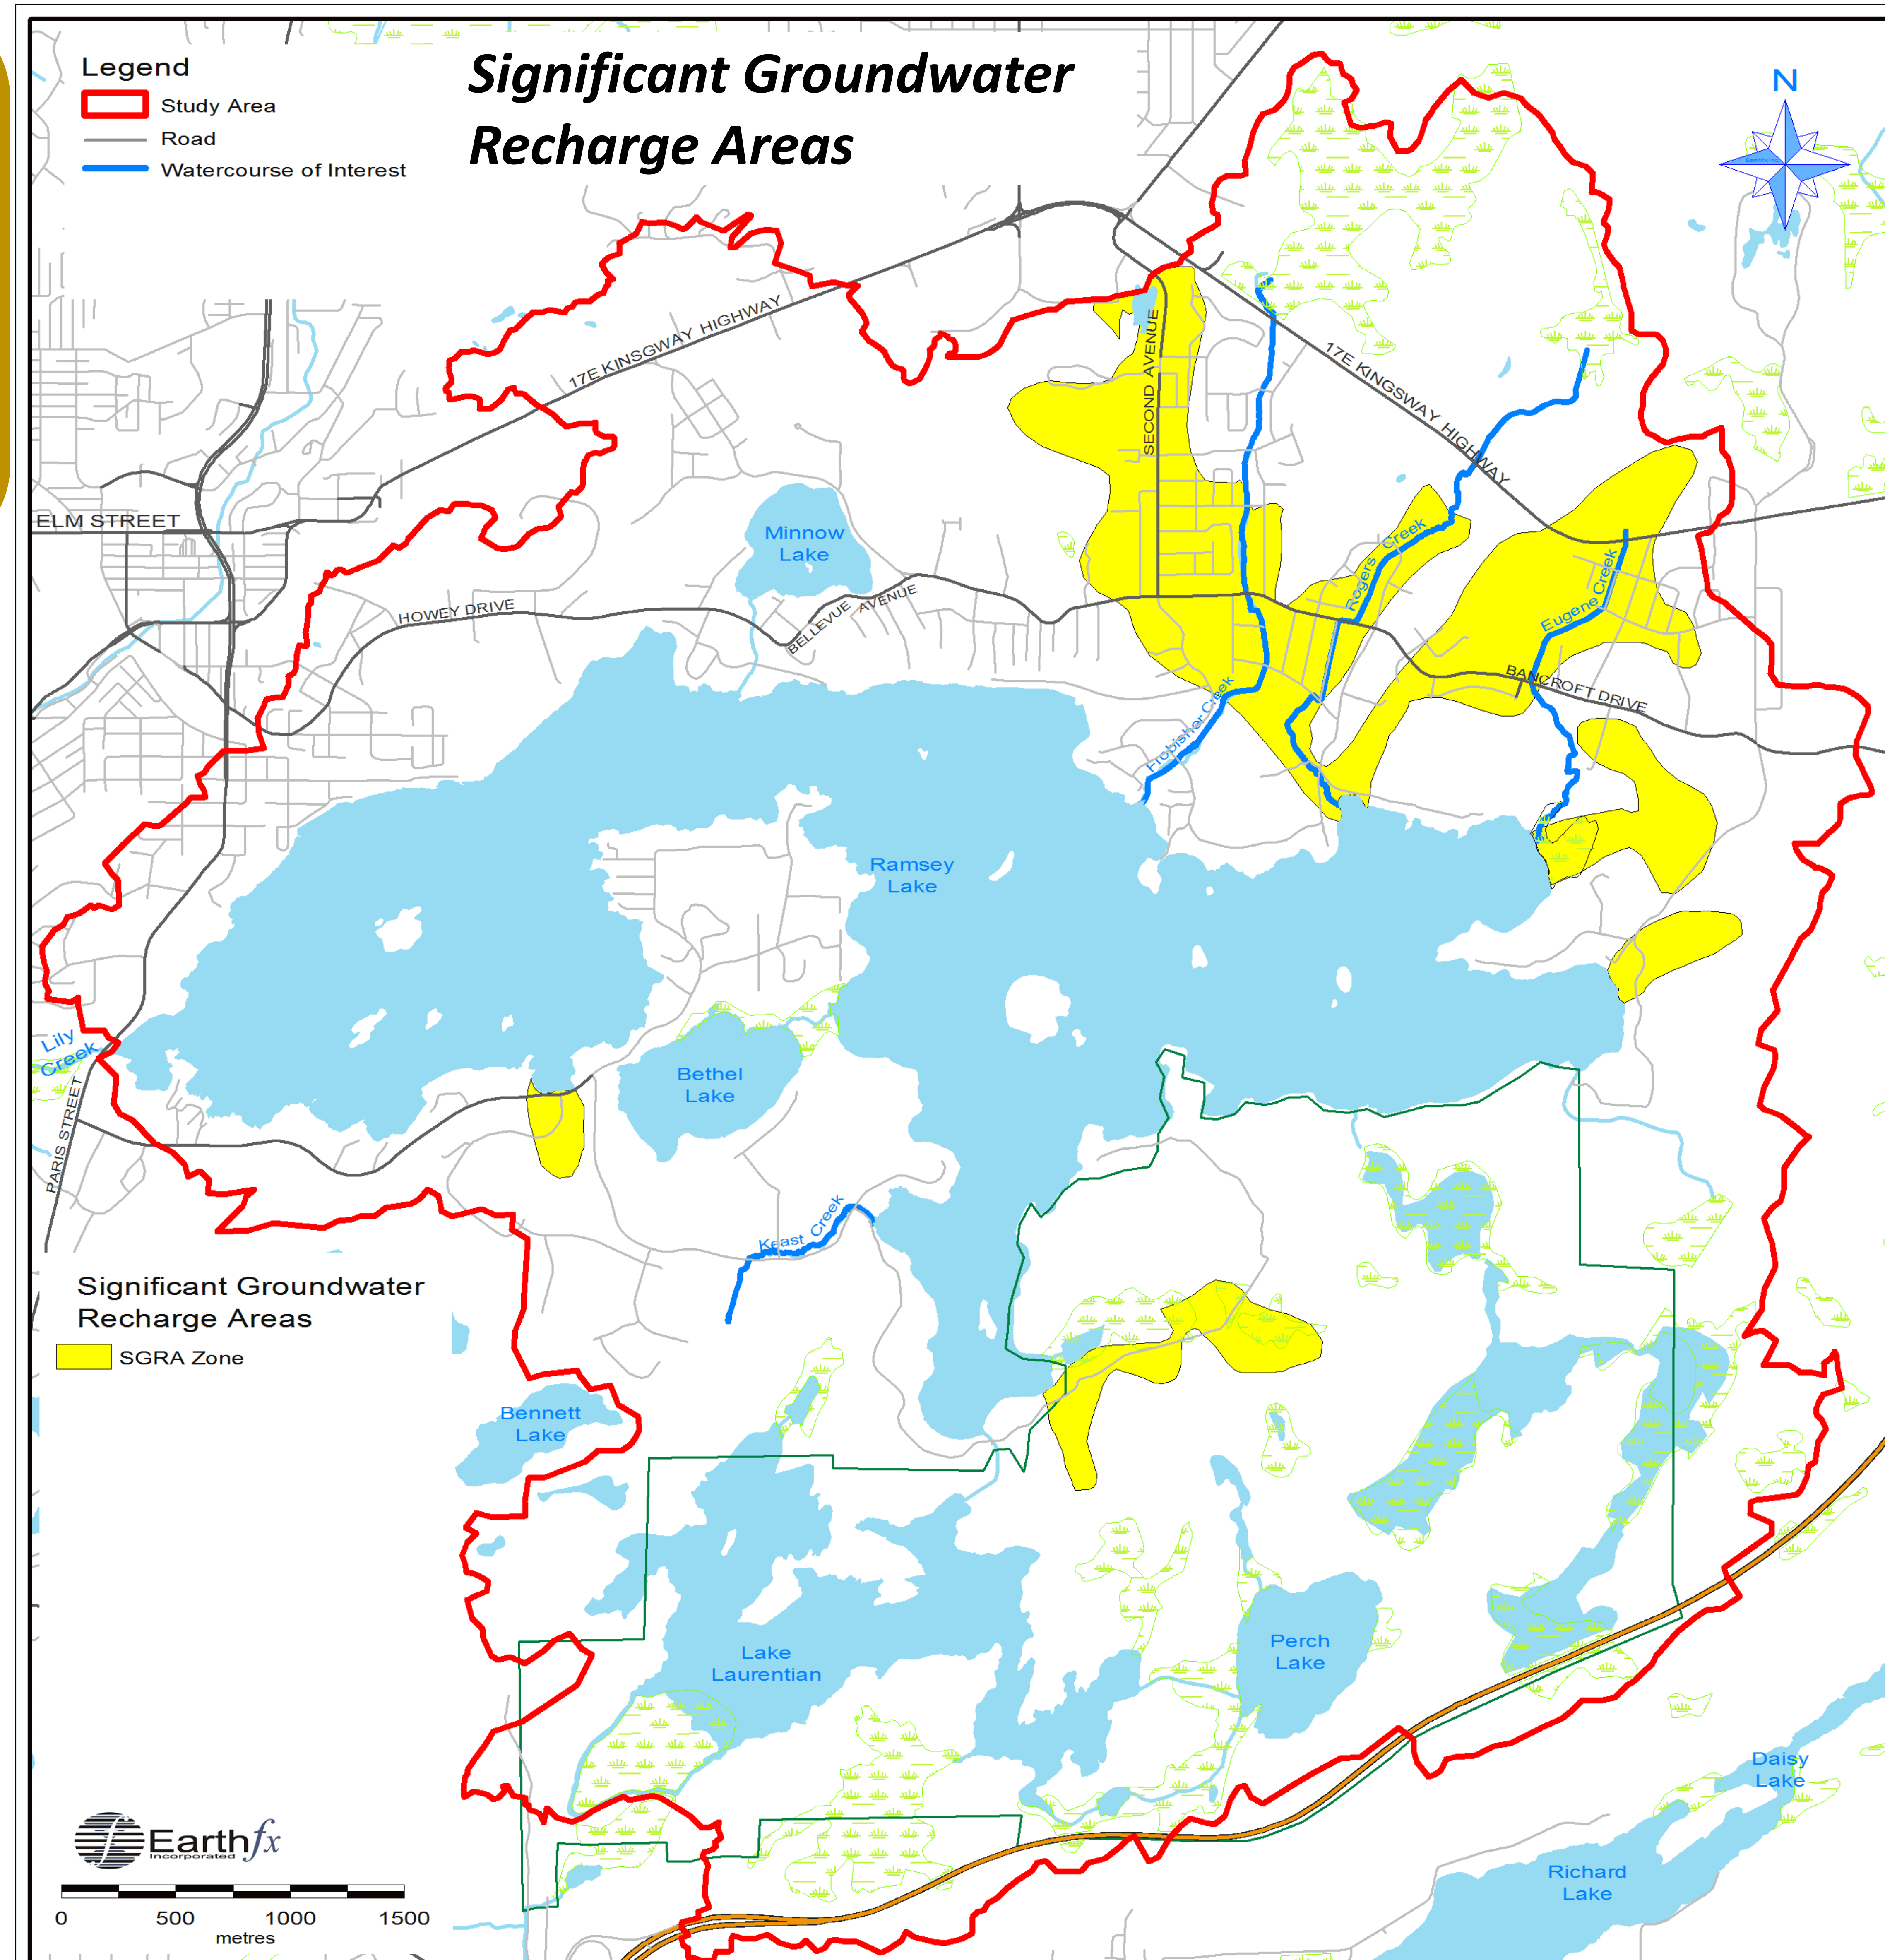 Legend
Study Area
Road
Watercourse of Interest
Significant Groundwater
Recharge Areas
N
Earthfx Inc.
17E KINSGWAY HIGHWAY
SECOND AVENUE
17E KINGSWAY HIGHWAY
ELM STREET
Minnow
Lake
HOWEY DRIVE
BELLEVUE AVENUE
Rogers Creek
Eugene Creek
BANCROFT DRIVE
Frobisher Creek
Ramsey
Lake
Lily
Creek
Bethel
Lake
PARIS STREET
Keast Creek
Significant Groundwater
Recharge Areas
SGRA Zone
Bennett
Lake
Lake
Laurentian
Perch
Lake
Daisy
Lake
Richard
Lake
Earthfx
Incorporated
0 500 1000 1500
metres